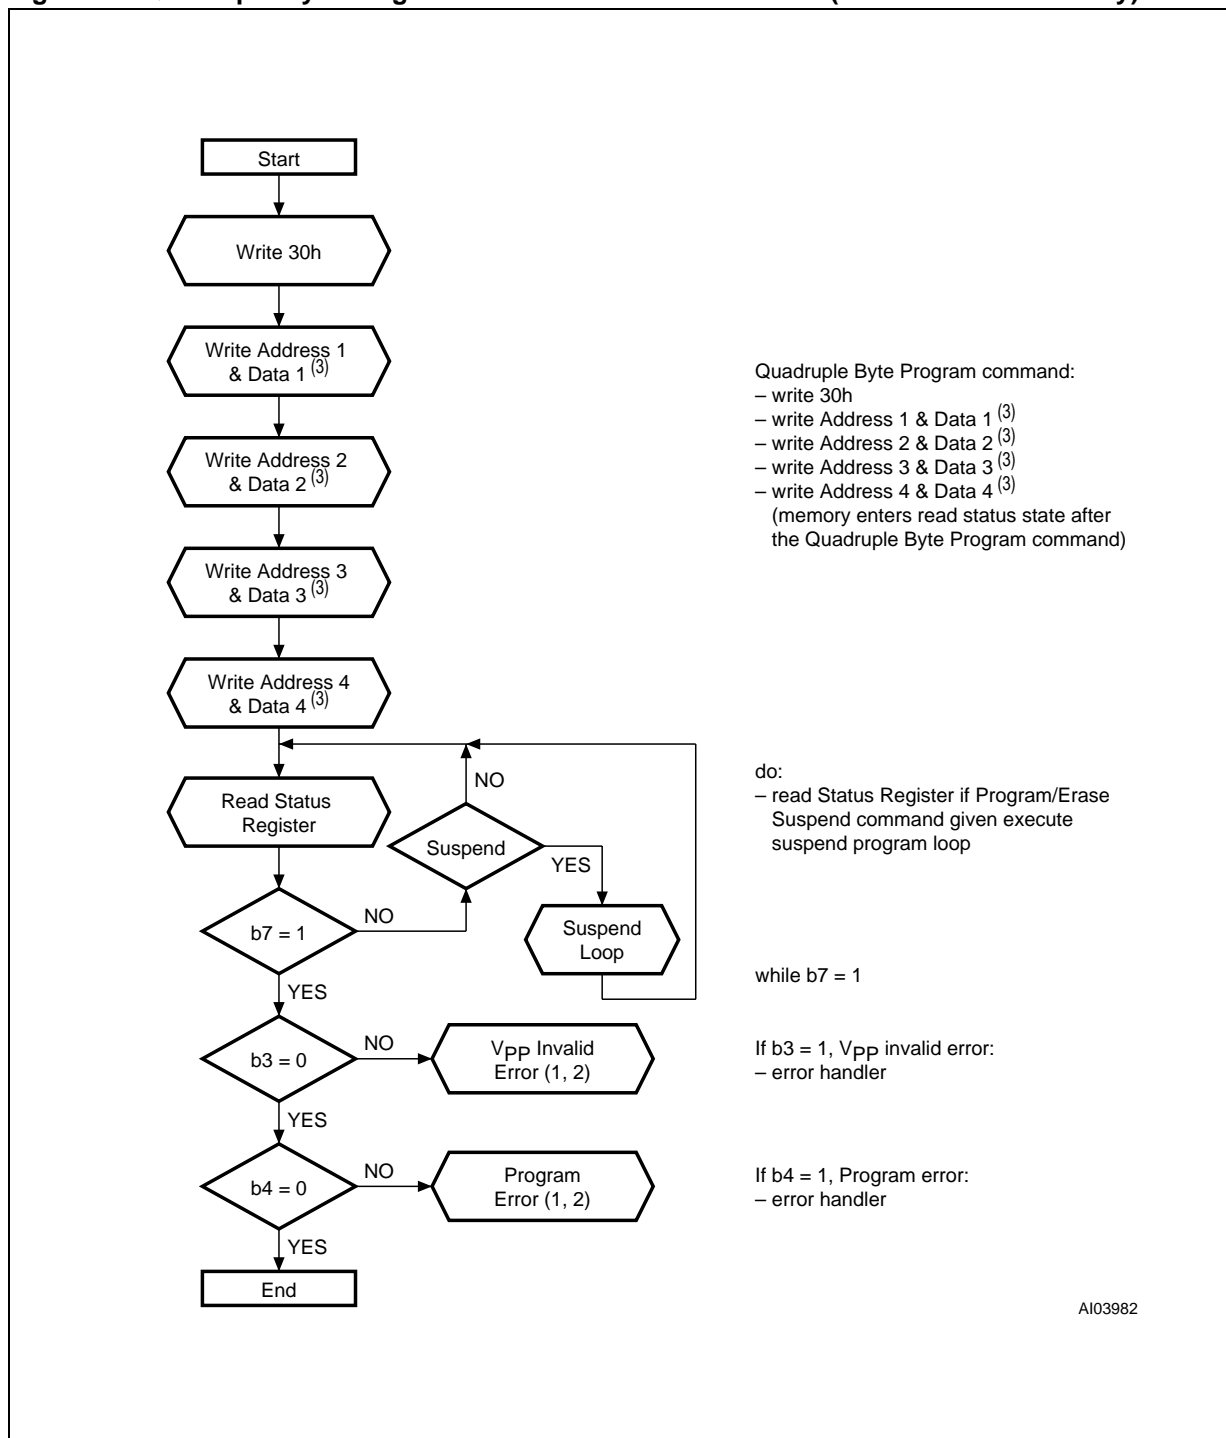 Start
Write 30h
Write Address 1
& Data 1 (3)
Write Address 2
& Data 2 (3)
Write Address 3
& Data 3 (3)
Write Address 4
& Data 4 (3)
Read Status
Register
NO
Suspend
YES
Suspend
Loop
b7 = 1
NO
YES
b3 = 0
NO
VPP Invalid
Error (1, 2)
YES
b4 = 0
NO
Program
Error (1, 2)
YES
End
Quadruple Byte Program command:
– write 30h
– write Address 1 & Data 1 (3)
– write Address 2 & Data 2 (3)
– write Address 3 & Data 3 (3)
– write Address 4 & Data 4 (3)
(memory enters read status state after
the Quadruple Byte Program command)
do:
– read Status Register if Program/Erase
Suspend command given execute
suspend program loop
while b7 = 1
If b3 = 1, VPP invalid error:
– error handler
If b4 = 1, Program error:
– error handler
AI03982